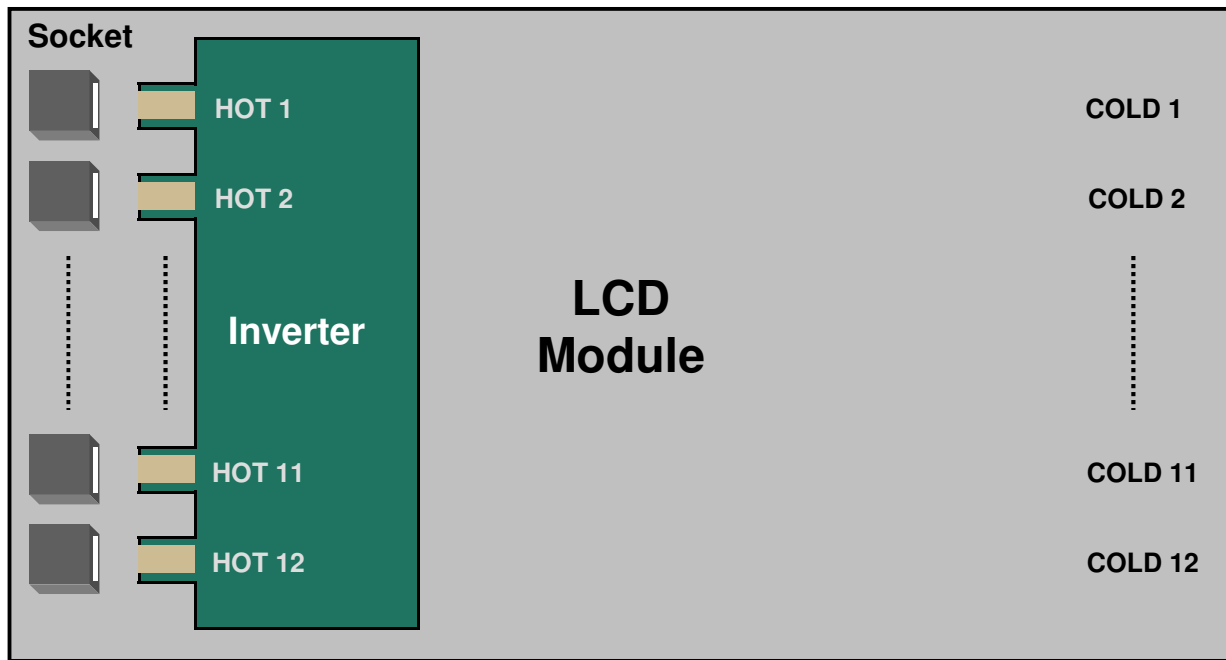 Socket
HOT 1
COLD 1
HOT 2
COLD 2
LCD
Module
Inverter
HOT 11
COLD 11
HOT 12
COLD 12